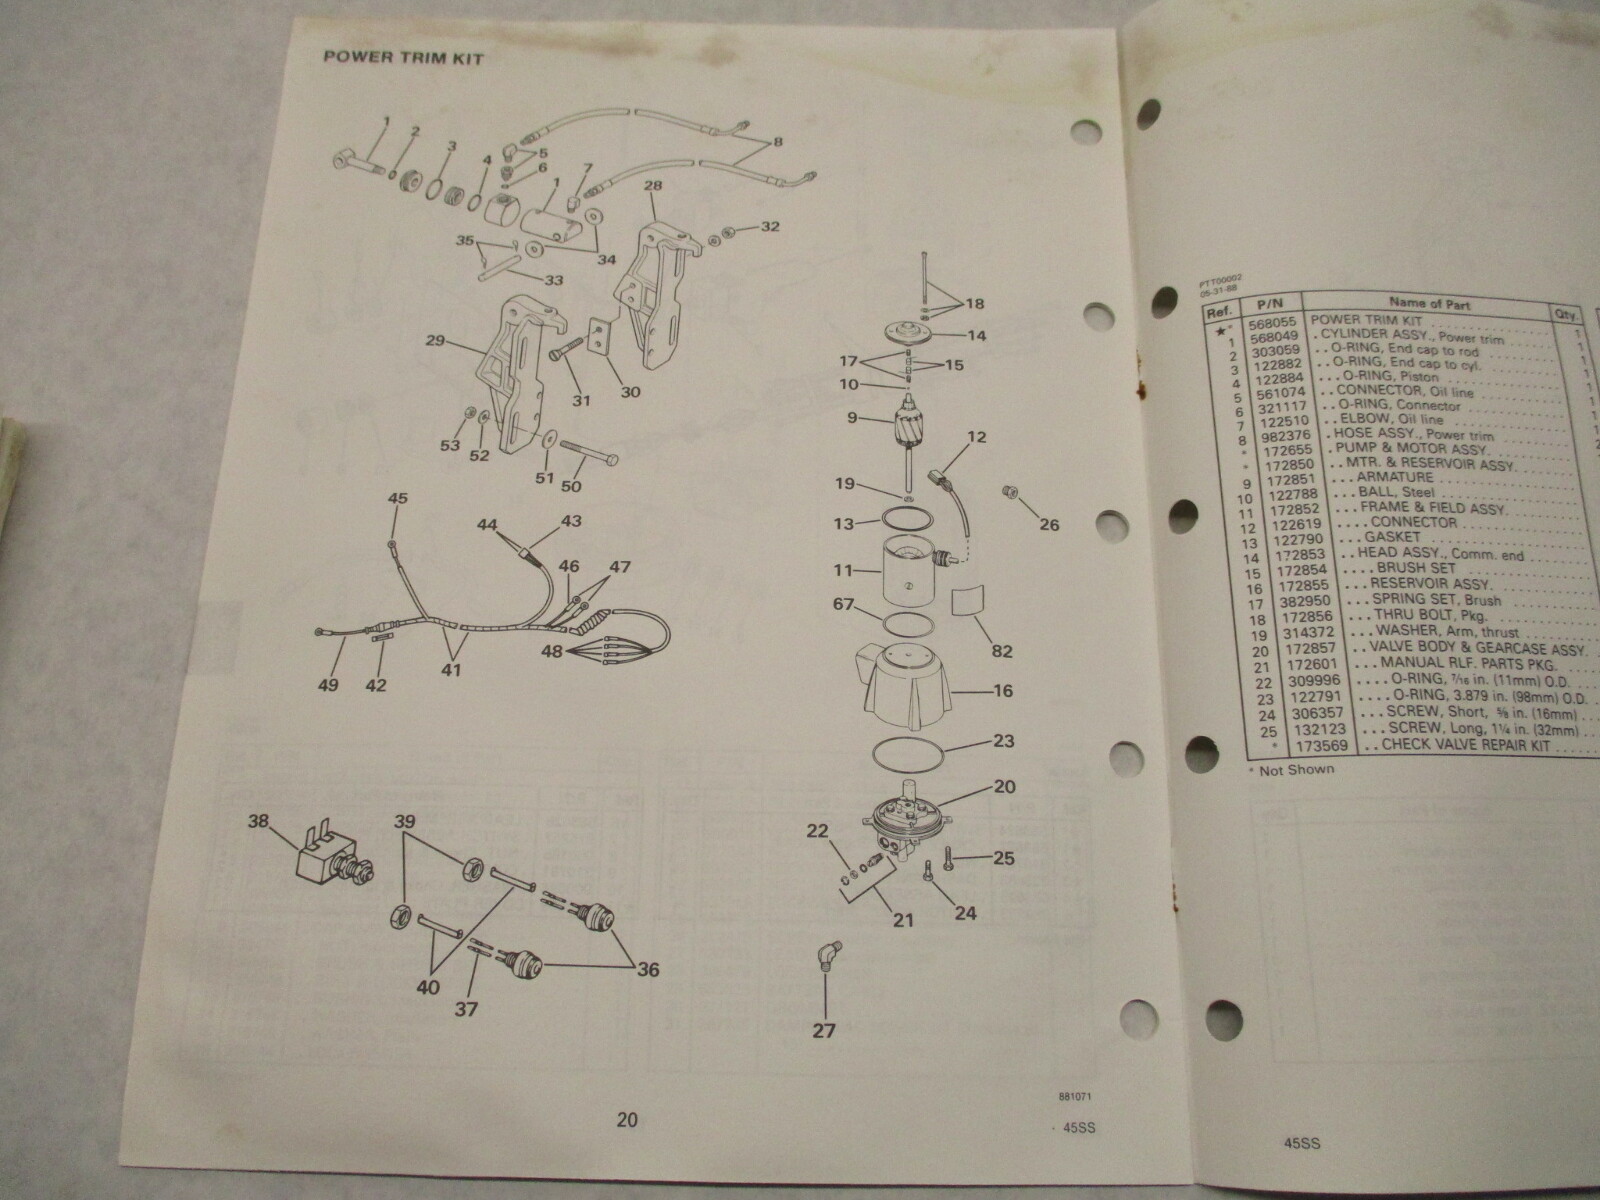 POWER TRIM KIT
1
2
3
4
5
6
7
8
1
28
32
35
34
33
29
31
30
53
52
51
50
18
14
17
15
10
9
12
19
13
26
11
67
82
16
23
20
22
25
24
21
27
45
44
43
46
47
48
49
42
41
38
39
40
37
36
20
881071
45SS
PTT00002
05-31-88
Ref. P/N Name of Part Qty.
★* 568055 POWER TRIM KIT 1
1 568049 . CYLINDER ASSY., Power trim 1
2 303059 . . O-RING, End cap to rod 1
3 122882 . . O-RING, End cap to cyl. 1
4 122884 . . . O-RING, Piston 1
5 561074 . . CONNECTOR, Oil line 1
6 321117 . . O-RING, Connector 1
7 122510 . . ELBOW, Oil line 1
8 982376 . HOSE ASSY., Power trim
* 172655 . PUMP & MOTOR ASSY.
* 172850 . . MTR. & RESERVOIR ASSY.
9 172851 . . . ARMATURE
10 122788 . . . BALL, Steel
11 172852 . . . FRAME & FIELD ASSY.
12 122619 . . . . CONNECTOR
13 122790 . . . GASKET
14 172853 . . HEAD ASSY., Comm. end
15 172854 . . . . BRUSH SET
16 172855 . . . RESERVOIR ASSY.
17 382950 . . . SPRING SET, Brush
18 172856 . . . THRU BOLT, Pkg.
19 314372 . . . WASHER, Arm, thrust
20 172857 . . VALVE BODY & GEARCASE ASSY.
21 172601 . . . MANUAL RLF. PARTS PKG.
22 309996 . . . . O-RING, 7/16 in. (11mm) O.D.
23 122791 . . . . O-RING, 3.879 in. (98mm) O.D.
24 306357 . . . SCREW, Short, 5/8 in. (16mm)
25 132123 . . . SCREW, Long, 1¼ in. (32mm)
* 173569 . . CHECK VALVE REPAIR KIT
* Not Shown
45SS